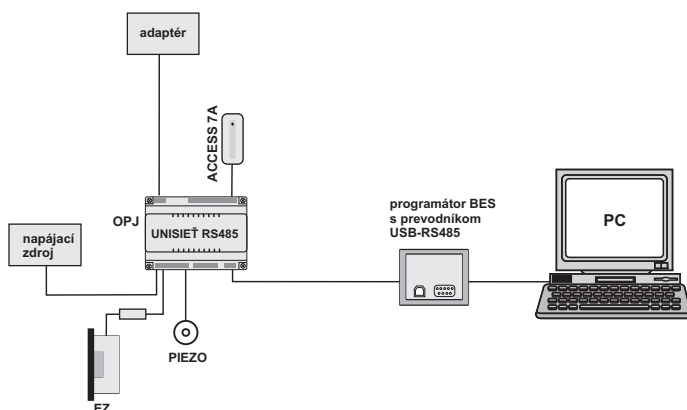 adaptér
ACCESS 7A
OPJ
UNISIEŤ RS485
napájací
zdroj
programátor BES
s prevodníkom
USB-RS485
PC
PIEZO
EZ